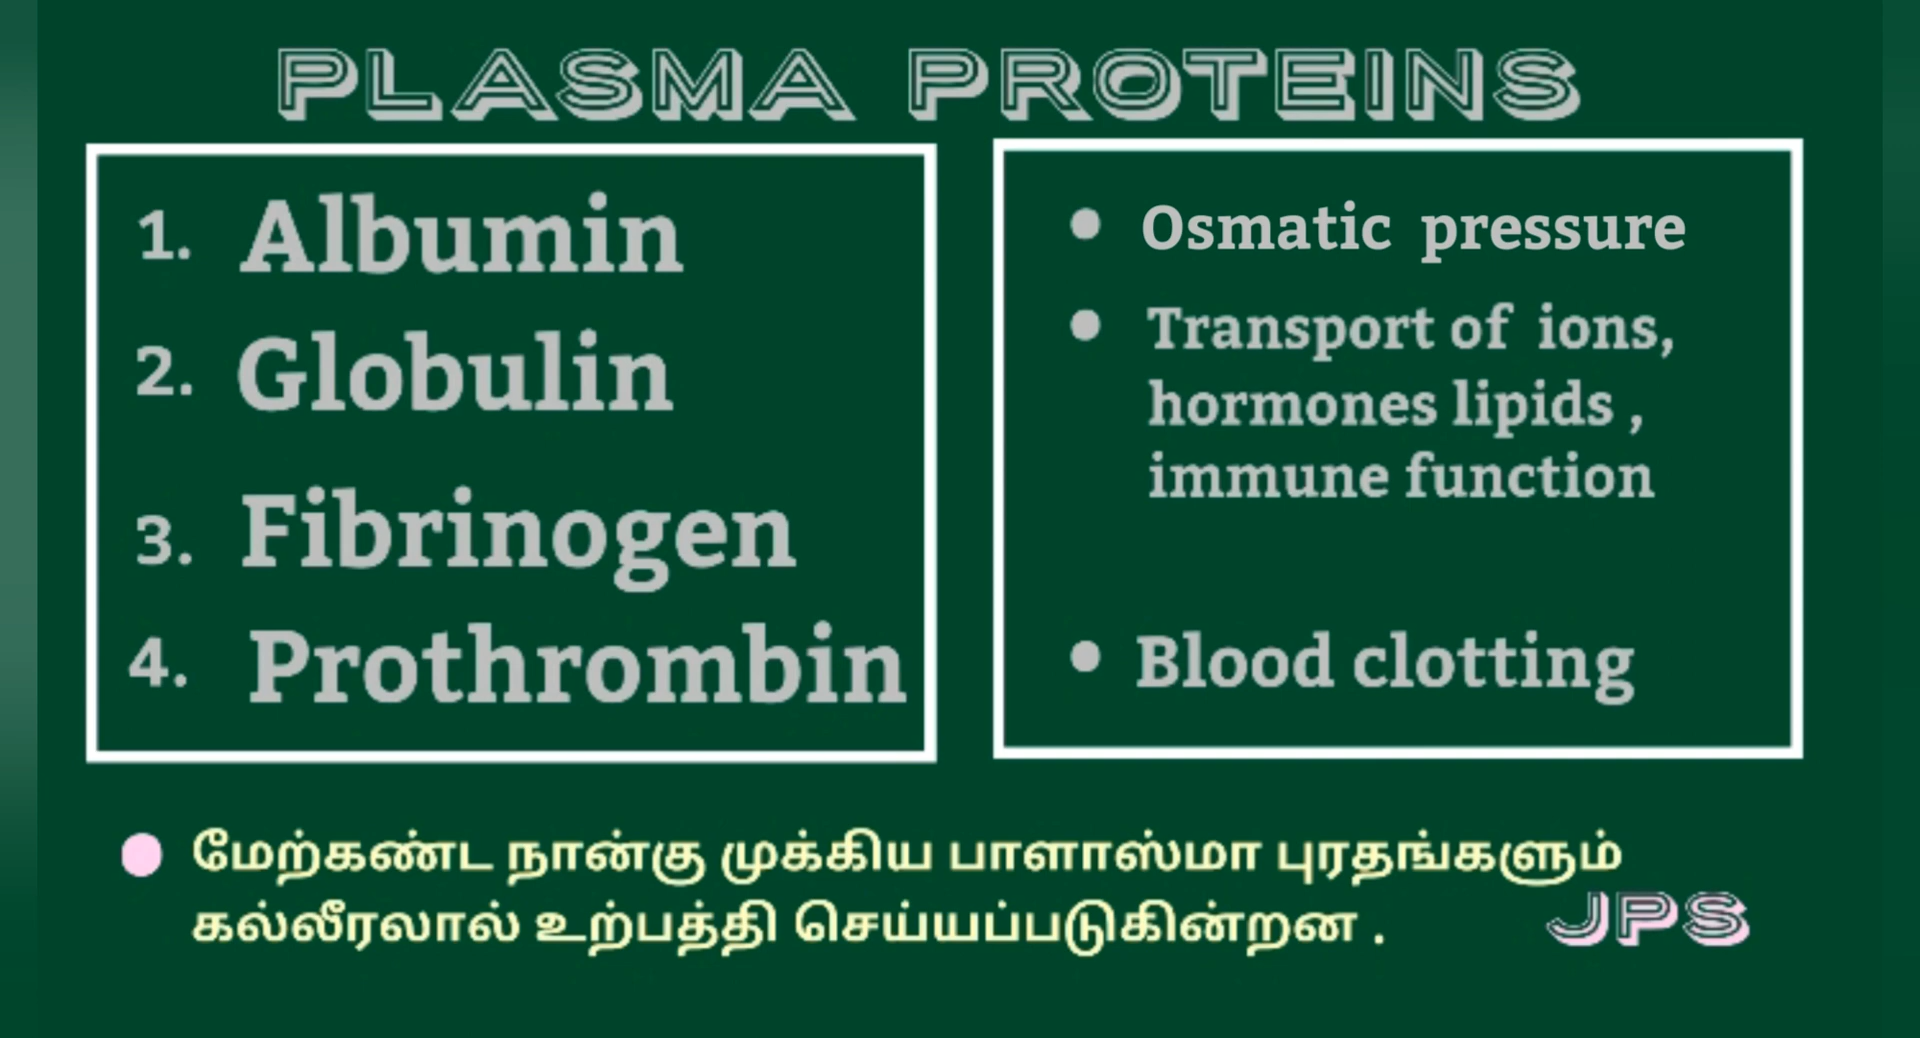 PLASMA PROTEINS
1. Albumin
2. Globulin
3. Fibrinogen
4. Prothrombin
● Osmatic pressure
● Transport of ions,
hormones lipids ,
immune function
● Blood clotting
● மேற்கண்ட நான்கு முக்கிய பாளாஸ்மா புரதங்களும்
கல்லீரலால் உற்பத்தி செய்யப்படுகின்றன .
JPS